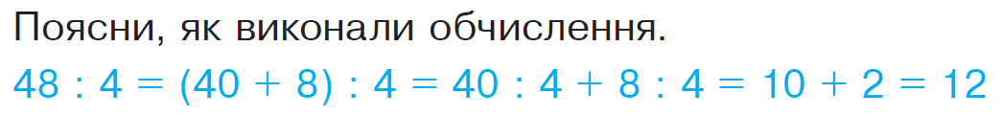 Поясни, як виконали обчислення.
48 : 4 = (40 + 8) : 4 = 40 : 4 + 8 : 4 = 10 + 2 = 12